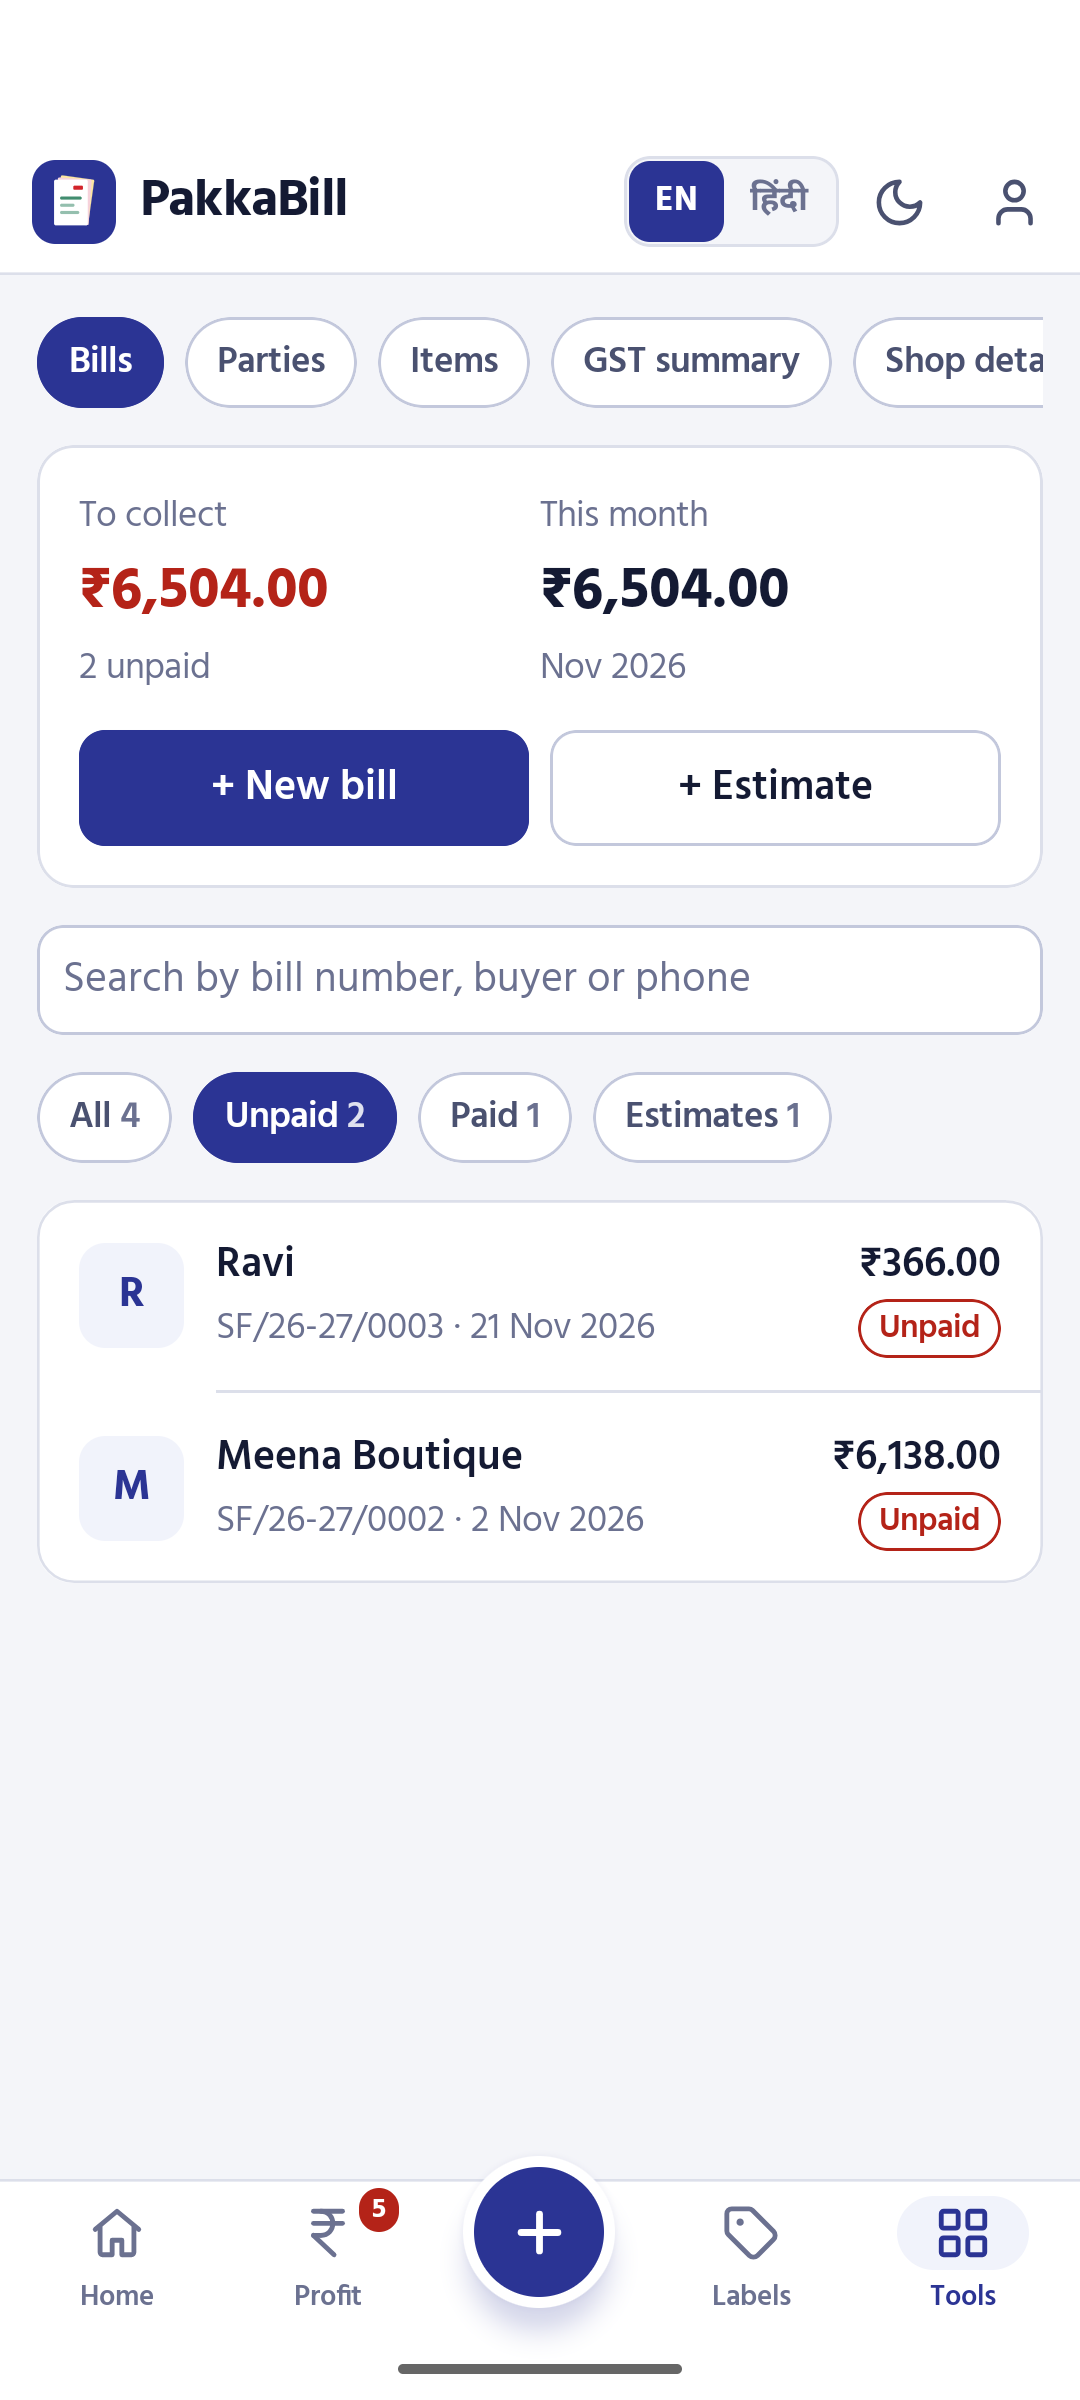 PakkaBill
EN हिंदी
Bills Parties Items GST summary Shop deta
To collect This month
₹6,504.00 ₹6,504.00
2 unpaid Nov 2026
+ New bill + Estimate
Search by bill number, buyer or phone
All 4 Unpaid 2 Paid 1 Estimates 1
R Ravi ₹366.00
SF/26-27/0003 · 21 Nov 2026 Unpaid
M Meena Boutique ₹6,138.00
SF/26-27/0002 · 2 Nov 2026 Unpaid
5
Home Profit Labels Tools